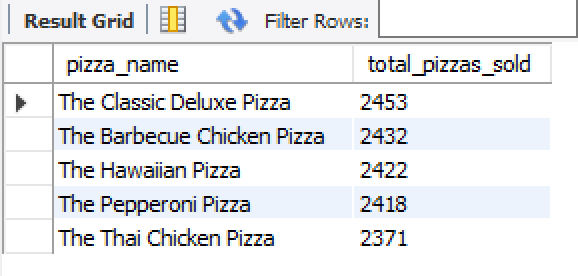 Result Grid Filter Rows:
pizza_name total_pizzas_sold
The Classic Deluxe Pizza 2453
The Barbecue Chicken Pizza 2432
The Hawaiian Pizza 2422
The Pepperoni Pizza 2418
The Thai Chicken Pizza 2371